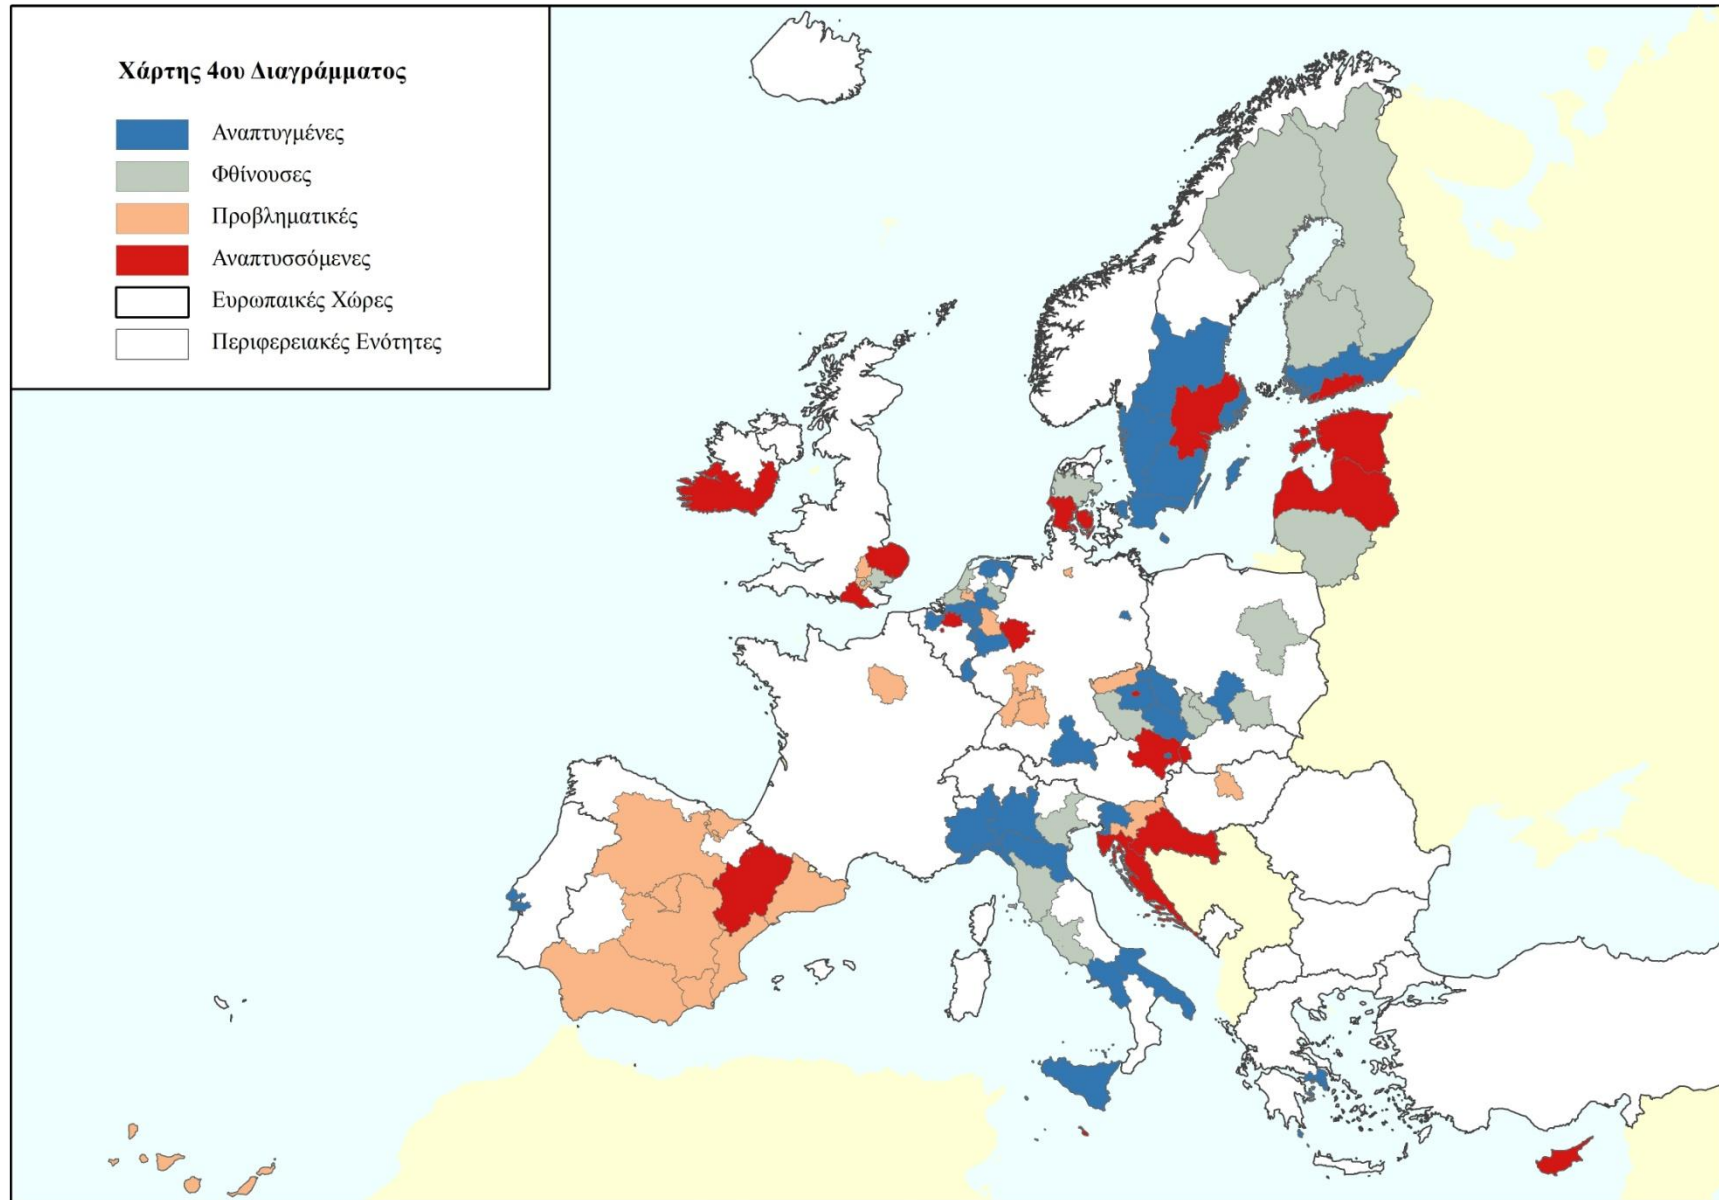 Χάρτης 4ου Διαγράμματος
Αναπτυγμένες
Φθίνουσες
Προβληματικές
Αναπτυσσόμενες
Ευρωπαικές Χώρες
Περιφερειακές Ενότητες